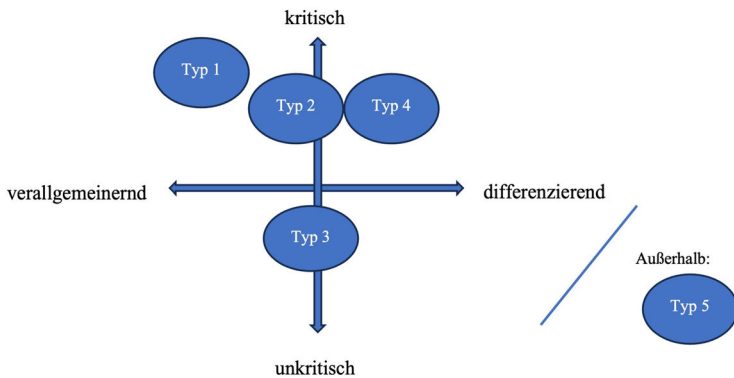 kritisch
Typ 1
Typ 2
Typ 4
verallgemeinernd
differenzierend
Typ 3
Außerhalb:
Typ 5
unkritisch